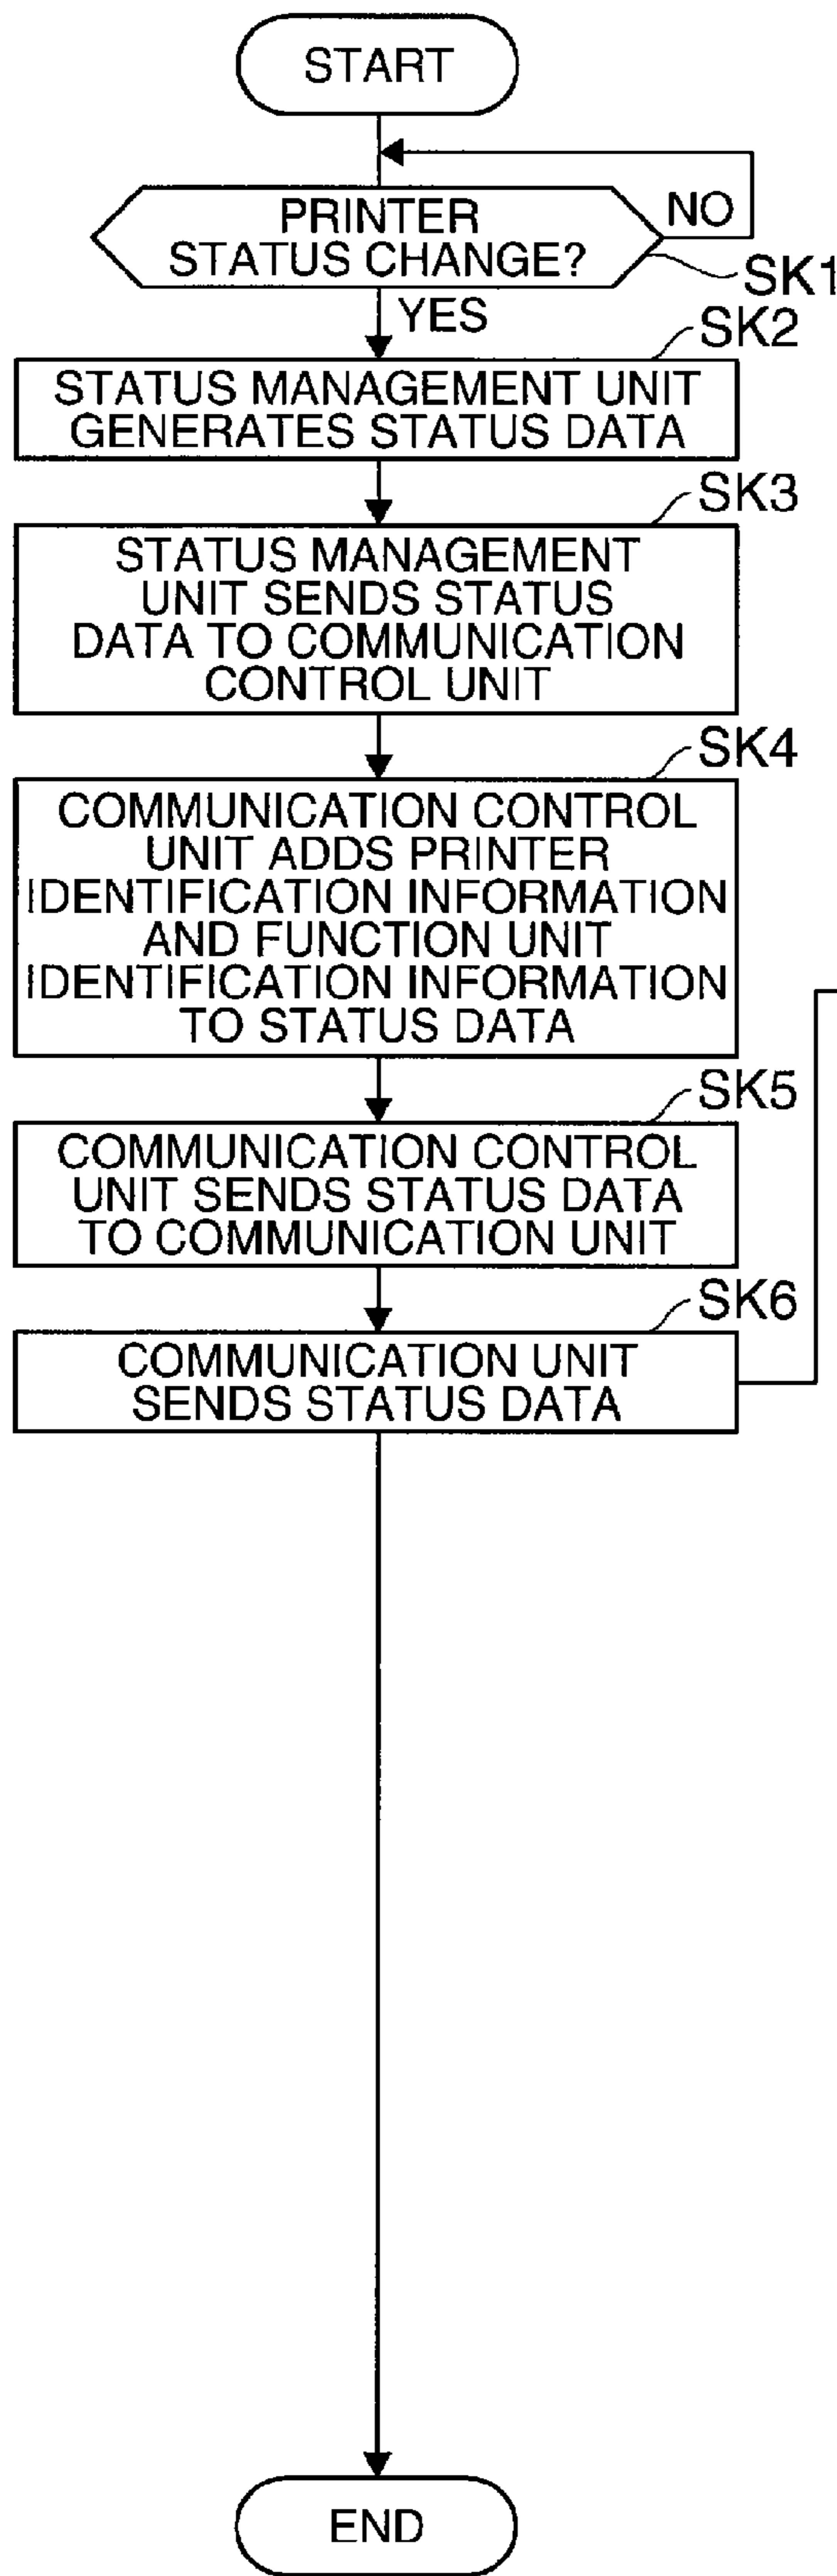 START
PRINTER
STATUS CHANGE?
NO
SK1
YES
SK2
STATUS MANAGEMENT UNIT
GENERATES STATUS DATA
SK3
STATUS MANAGEMENT
UNIT SENDS STATUS
DATA TO COMMUNICATION
CONTROL UNIT
SK4
COMMUNICATION CONTROL
UNIT ADDS PRINTER
IDENTIFICATION INFORMATION
AND FUNCTION UNIT
IDENTIFICATION INFORMATION
TO STATUS DATA
SK5
COMMUNICATION CONTROL
UNIT SENDS STATUS DATA
TO COMMUNICATION UNIT
SK6
COMMUNICATION UNIT
SENDS STATUS DATA
END